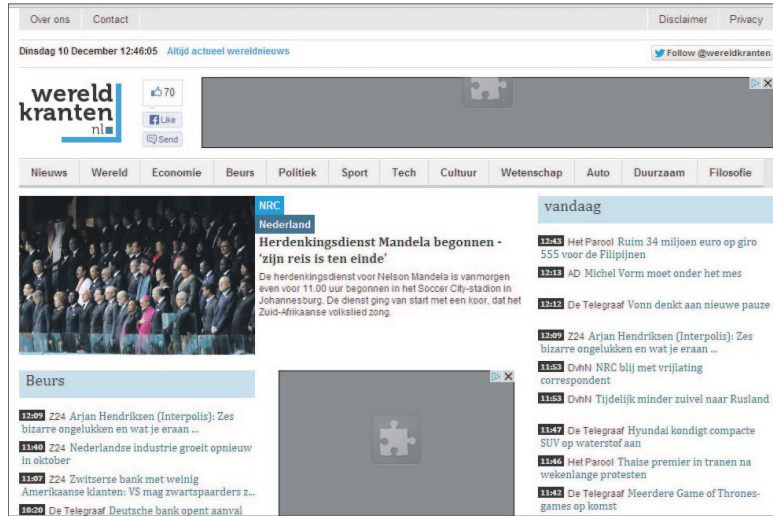 Over ons Contact Disclaimer Privacy
Dinsdag 10 December 12:46:05 Altijd actueel wereldnieuws
Follow @wereldkranten
wereld
kranten
nl
70
Like
Send
Nieuws Wereld Economie Beurs Politiek Sport Tech Cultuur Wetenschap Auto Duurzaam Filosofie
NRC
Nederland
Herdenkingsdienst Mandela begonnen -
‘zijn reis is ten einde’
De herdenkingsdienst voor Nelson Mandela is vanmorgen
even voor 11.00 uur begonnen in het Soccer City-stadion in
Johannesburg. De dienst ging van start met een koor, dat het
Zuid-Afrikaanse volkslied zong.
Beurs
12:09 Z24 Arjan Hendriksen (Interpolis): Zes
bizarre ongelukken en wat je eraan ...
11:40 Z24 Nederlandse industrie groeit opnieuw
in oktober
11:07 Z24 Zwitserse bank met weinig
Amerikaanse klanten: VS mag zwartspaarders z...
10:20 De Telegraaf Deutsche bank opent aanval
vandaag
12:43 Het Parool Ruim 34 miljoen euro op giro
555 voor de Filipijnen
12:13 AD Michel Vorm moet onder het mes
12:12 De Telegraaf Vonn denkt aan nieuwe pauze
12:09 Z24 Arjan Hendriksen (Interpolis): Zes
bizarre ongelukken en wat je eraan ...
11:53 DvhN NRC blij met vrijlating
correspondent
11:53 DvhN Tijdelijk minder zuivel naar Rusland
11:47 De Telegraaf Hyundai kondigt compacte
SUV op waterstof aan
11:46 Het Parool Thaise premier in tranen na
wekenlange protesten
11:42 De Telegraaf Meerdere Game of Thrones-
games op komst